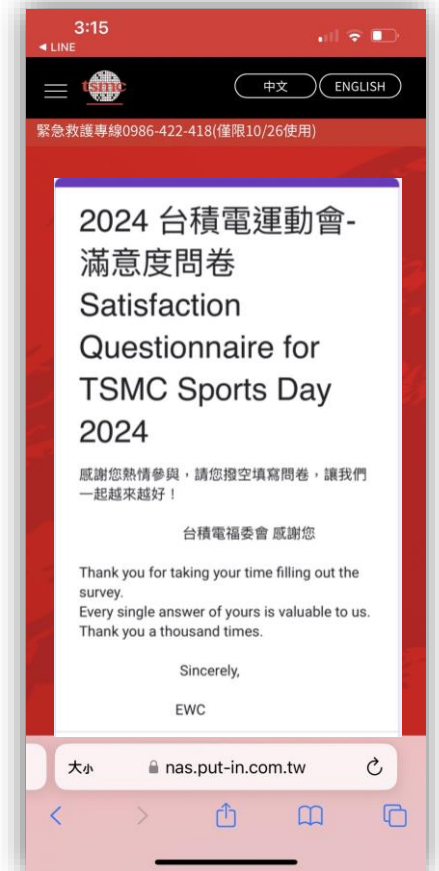 3:15
◀ LINE
tsmc
中文
ENGLISH
緊急救護專線0986-422-418(僅限10/26使用)
2024 台積電運動會-
滿意度問卷
Satisfaction
Questionnaire for
TSMC Sports Day
2024
感謝您熱情參與，請您撥空填寫問卷，讓我們
一起越來越好！
台積電福委會 感謝您
Thank you for taking your time filling out the
survey.
Every single answer of yours is valuable to us.
Thank you a thousand times.
Sincerely,
EWC
大小
nas.put-in.com.tw